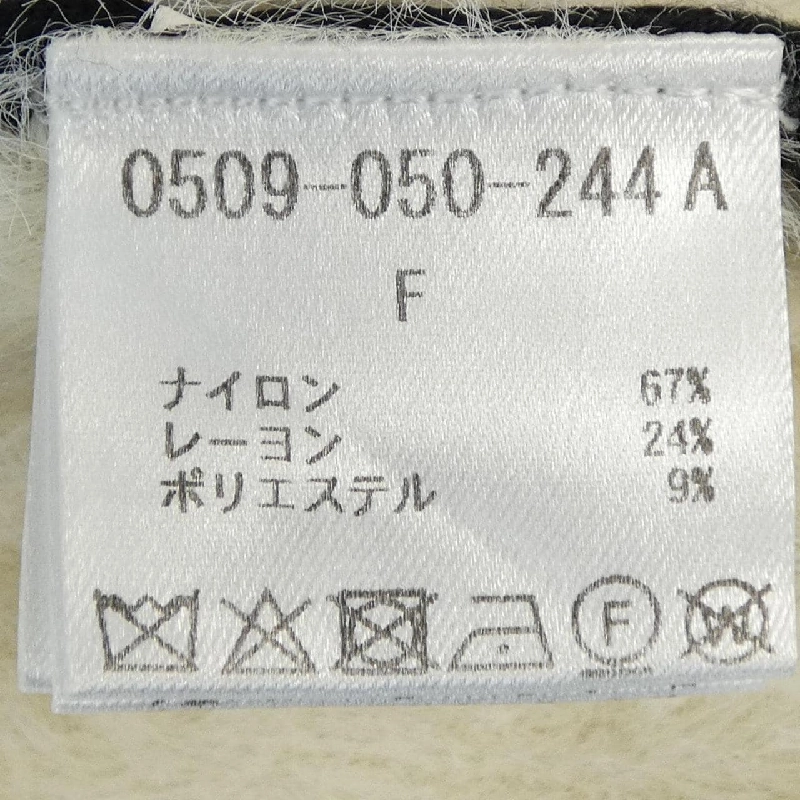 0509-050-244 A
F
ナイロン 67%
レーヨン 24%
ポリエステル 9%
F W